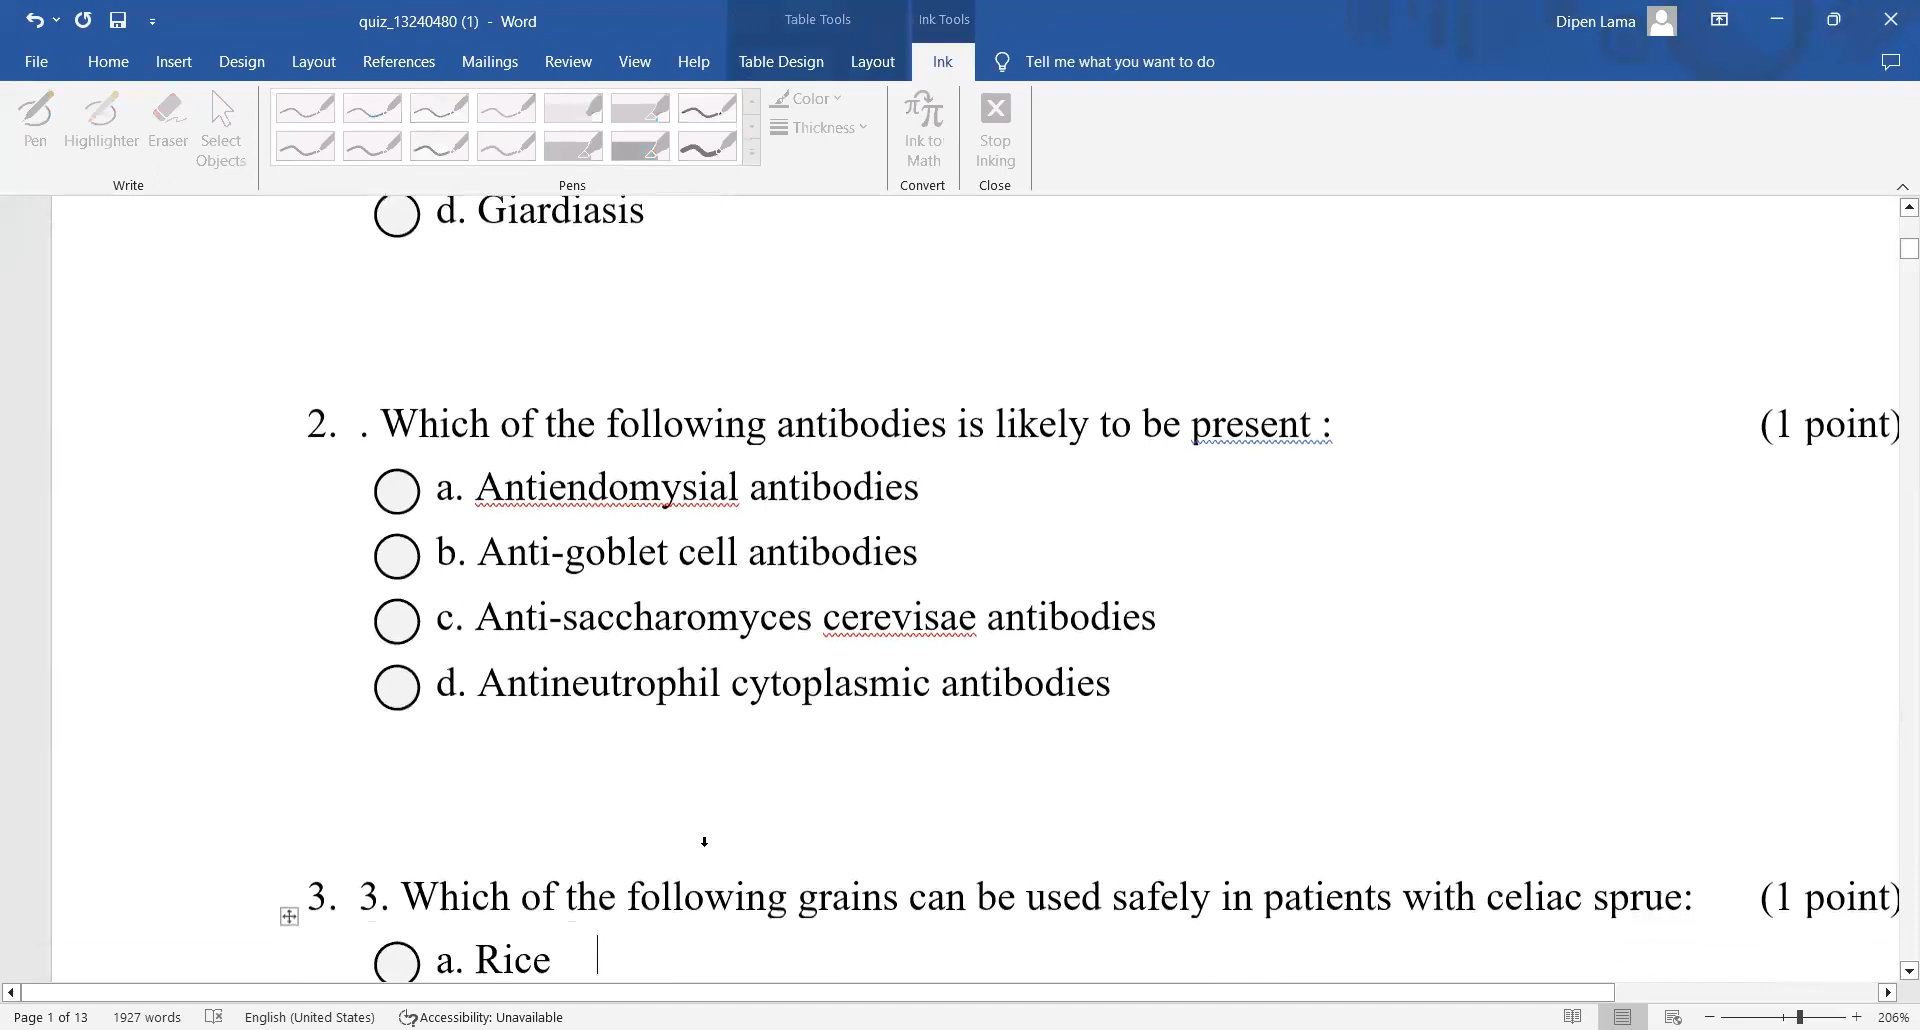 quiz_13240480 (1) - Word
Table Tools
Ink Tools
Dipen Lama
File Home Insert Design Layout References Mailings Review View Help Table Design Layout Ink Tell me what you want to do
Pen Highlighter Eraser Select Objects
Color
Thickness
Ink to Math
Stop Inking
Write Pens Convert Close
d. Giardiasis
2. . Which of the following antibodies is likely to be present : (1 point)
a. Antiendomysial antibodies
b. Anti-goblet cell antibodies
c. Anti-saccharomyces cerevisae antibodies
d. Antineutrophil cytoplasmic antibodies
3. 3. Which of the following grains can be used safely in patients with celiac sprue: (1 point)
a. Rice
Page 1 of 13 1927 words English (United States) Accessibility: Unavailable 206%